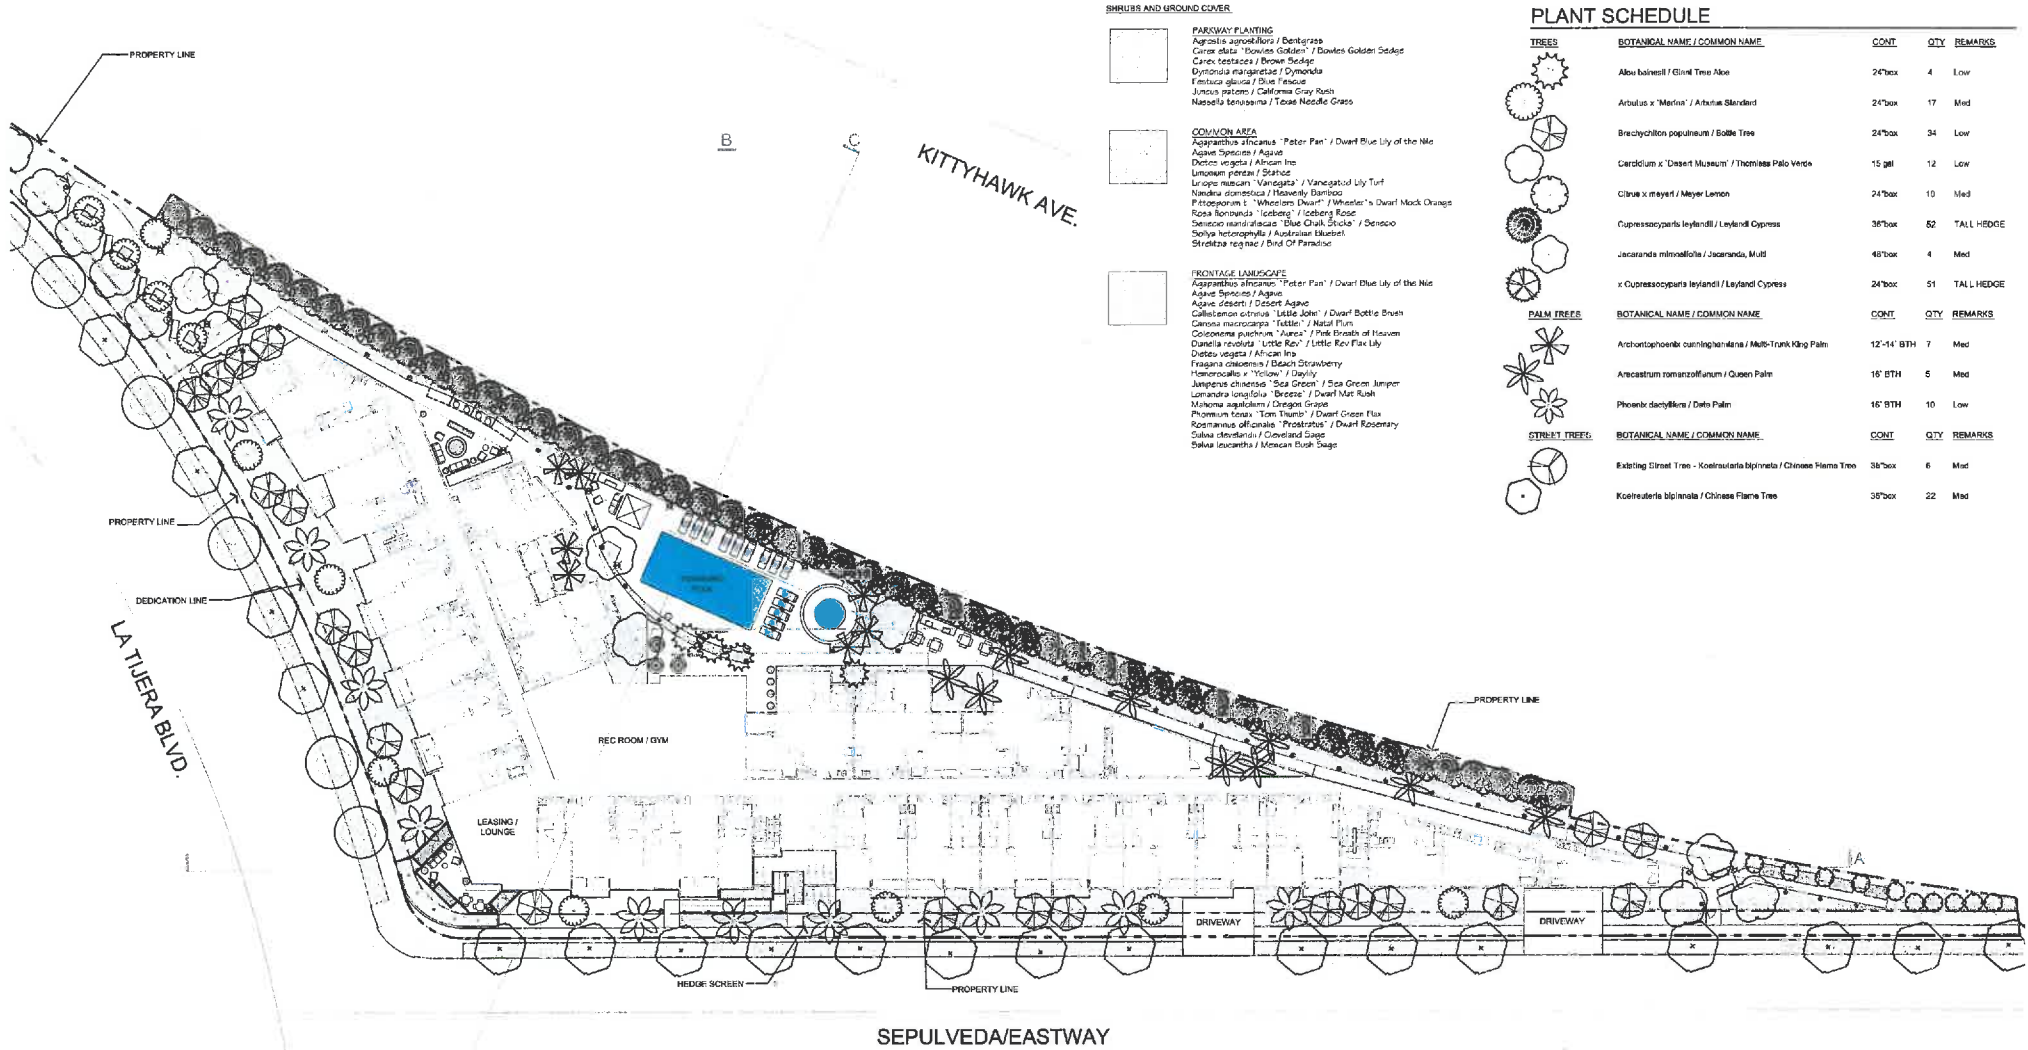 SHRUBS AND GROUND COVER
PARKWAY PLANTING
Agrostis agrostiflora / Bentgrass
Carex elata "Bowles Golden" / Bowles Golden Sedge
Carex testacea / Brown Sedge
Dymondia margaretae / Dymondia
Festuca glauca / Blue Fescue
Juncus patens / California Gray Rush
Nassella tenuissima / Texas Needle Grass
COMMON AREA
Agapanthus africanus "Peter Pan" / Dwarf Blue Lily of the Nile
Agave Species / Agave
Dietes vegeta / African Iris
Limonium perezii / Statice
Liriope muscari "Variegata" / Variegated Lily Turf
Nandina domestica / Heavenly Bamboo
Pittosporum t. "Wheelers Dwarf" / Wheeler's Dwarf Mock Orange
Rosa floribunda "Iceberg" / Iceberg Rose
Senecio mandraliscae "Blue Chalk Sticks" / Senecio
Sollya heterophylla / Australian Bluebell
Strelitzia reginae / Bird Of Paradise
FRONTAGE LANDSCAPE
Agapanthus africanus "Peter Pan" / Dwarf Blue Lily of the Nile
Agave Species / Agave
Agave deserti / Desert Agave
Callistemon citrinus "Little John" / Dwarf Bottle Brush
Carissa macrocarpa "Tuttlei" / Natal Plum
Coleonema pulchrum "Aurea" / Pink Breath of Heaven
Dianella revoluta "Little Rev" / Little Rev Flax Lily
Dietes vegeta / African Iris
Fragaria chiloensis / Beach Strawberry
Hemerocallis x "Yellow" / Daylily
Juniperus chinensis "Sea Green" / Sea Green Juniper
Lomandra longifolia "Breeze" / Dwarf Mat Rush
Mahonia aquifolium / Oregon Grape
Phormium tenax "Tom Thumb" / Dwarf Green Flax
Rosmarinus officinalis "Prostratus" / Dwarf Rosemary
Salvia clevelandii / Cleveland Sage
Salvia leucantha / Mexican Bush Sage
PLANT SCHEDULE
TREES BOTANICAL NAME / COMMON NAME CONT QTY REMARKS
Aloe bainesii / Giant Tree Aloe 24"box 4 Low
Arbutus x "Marina" / Arbutus Standard 24"box 17 Med
Brachychiton populneum / Bottle Tree 24"box 34 Low
Cercidium x "Desert Museum" / Thornless Palo Verde 15 gal 12 Low
Citrus x meyeri / Meyer Lemon 24"box 10 Med
Cupressocyparis leylandii / Leyland Cypress 36"box 52 TALL HEDGE
Jacaranda mimosifolia / Jacaranda, Multi 48"box 4 Med
x Cupressocyparis leylandii / Leyland Cypress 24"box 51 TALL HEDGE
PALM TREES BOTANICAL NAME / COMMON NAME CONT QTY REMARKS
Archontophoenix cunninghamiana / Multi-Trunk King Palm 12'-14' BTH 7 Med
Arecastrum romanzoffianum / Queen Palm 16' BTH 5 Med
Phoenix dactylifera / Date Palm 16' BTH 10 Low
STREET TREES BOTANICAL NAME / COMMON NAME CONT QTY REMARKS
Existing Street Tree - Koelreuteria bipinnata / Chinese Flame Tree 36"box 6 Med
Koelreuteria bipinnata / Chinese Flame Tree 36"box 22 Med
PROPERTY LINE
B
C
KITTYHAWK AVE.
PROPERTY LINE
DEDICATION LINE
LA TIJERA BLVD.
REC ROOM / GYM
PROPERTY LINE
LEASING /
LOUNGE
A
DRIVEWAY
DRIVEWAY
HEDGE SCREEN
PROPERTY LINE
SEPULVEDA/EASTWAY